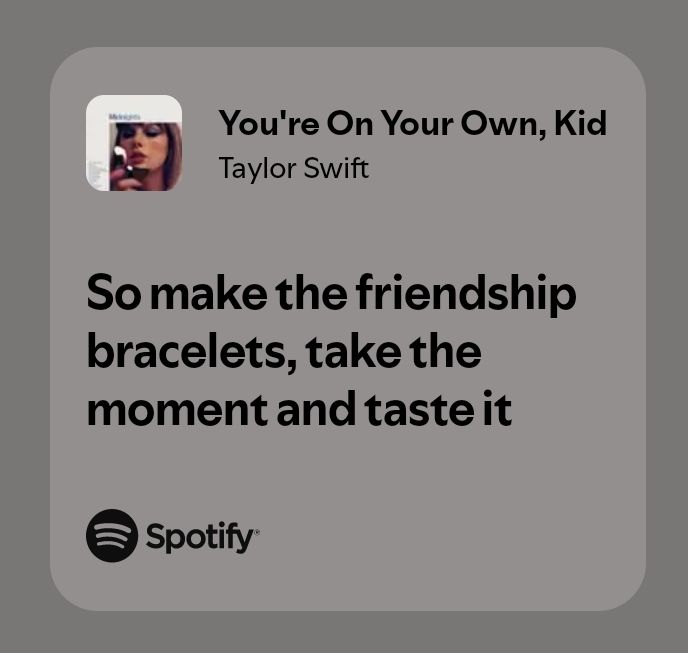 Midnights
You're On Your Own, Kid
Taylor Swift
So make the friendship
bracelets, take the
moment and taste it
Spotify®